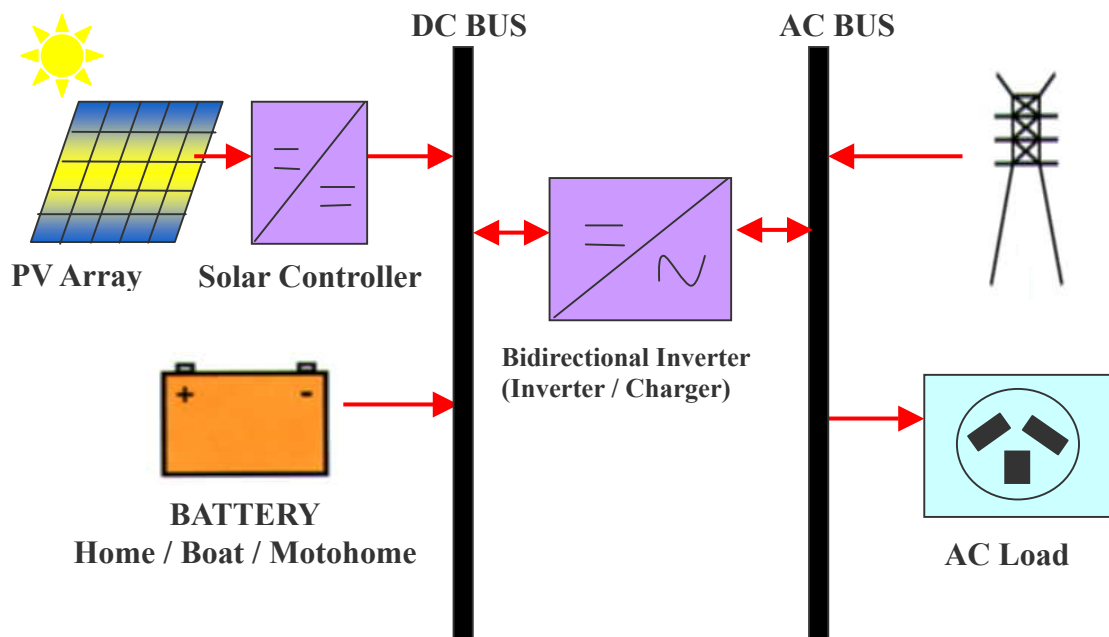 DC BUS
AC BUS
PV Array
Solar Controller
Bidirectional Inverter
(Inverter / Charger)
+ -
BATTERY
Home / Boat / Motohome
AC Load